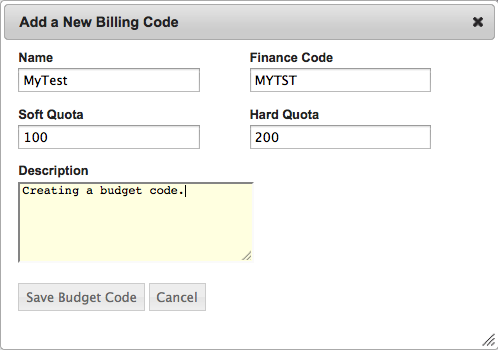 Add a New Billing Code
Name Finance Code
MyTest MYTST
Soft Quota Hard Quota
100 200
Description
Creating a budget code.
Save Budget Code Cancel